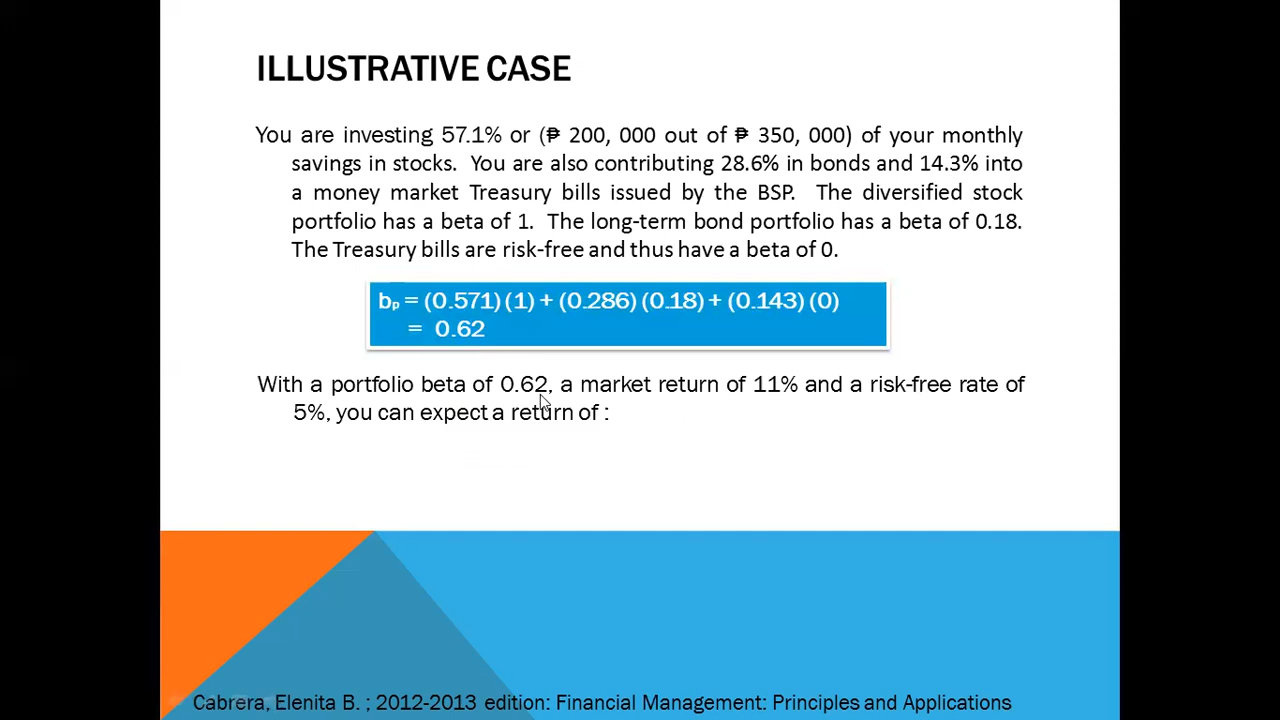 ILLUSTRATIVE CASE
You are investing 57.1% or (₱ 200, 000 out of ₱ 350, 000) of your monthly
savings in stocks. You are also contributing 28.6% in bonds and 14.3% into
a money market Treasury bills issued by the BSP. The diversified stock
portfolio has a beta of 1. The long-term bond portfolio has a beta of 0.18.
The Treasury bills are risk-free and thus have a beta of 0.
bₚ = (0.571) (1) + (0.286) (0.18) + (0.143) (0)
= 0.62
With a portfolio beta of 0.62, a market return of 11% and a risk-free rate of
5%, you can expect a return of :
Cabrera, Elenita B. ; 2012-2013 edition: Financial Management: Principles and Applications